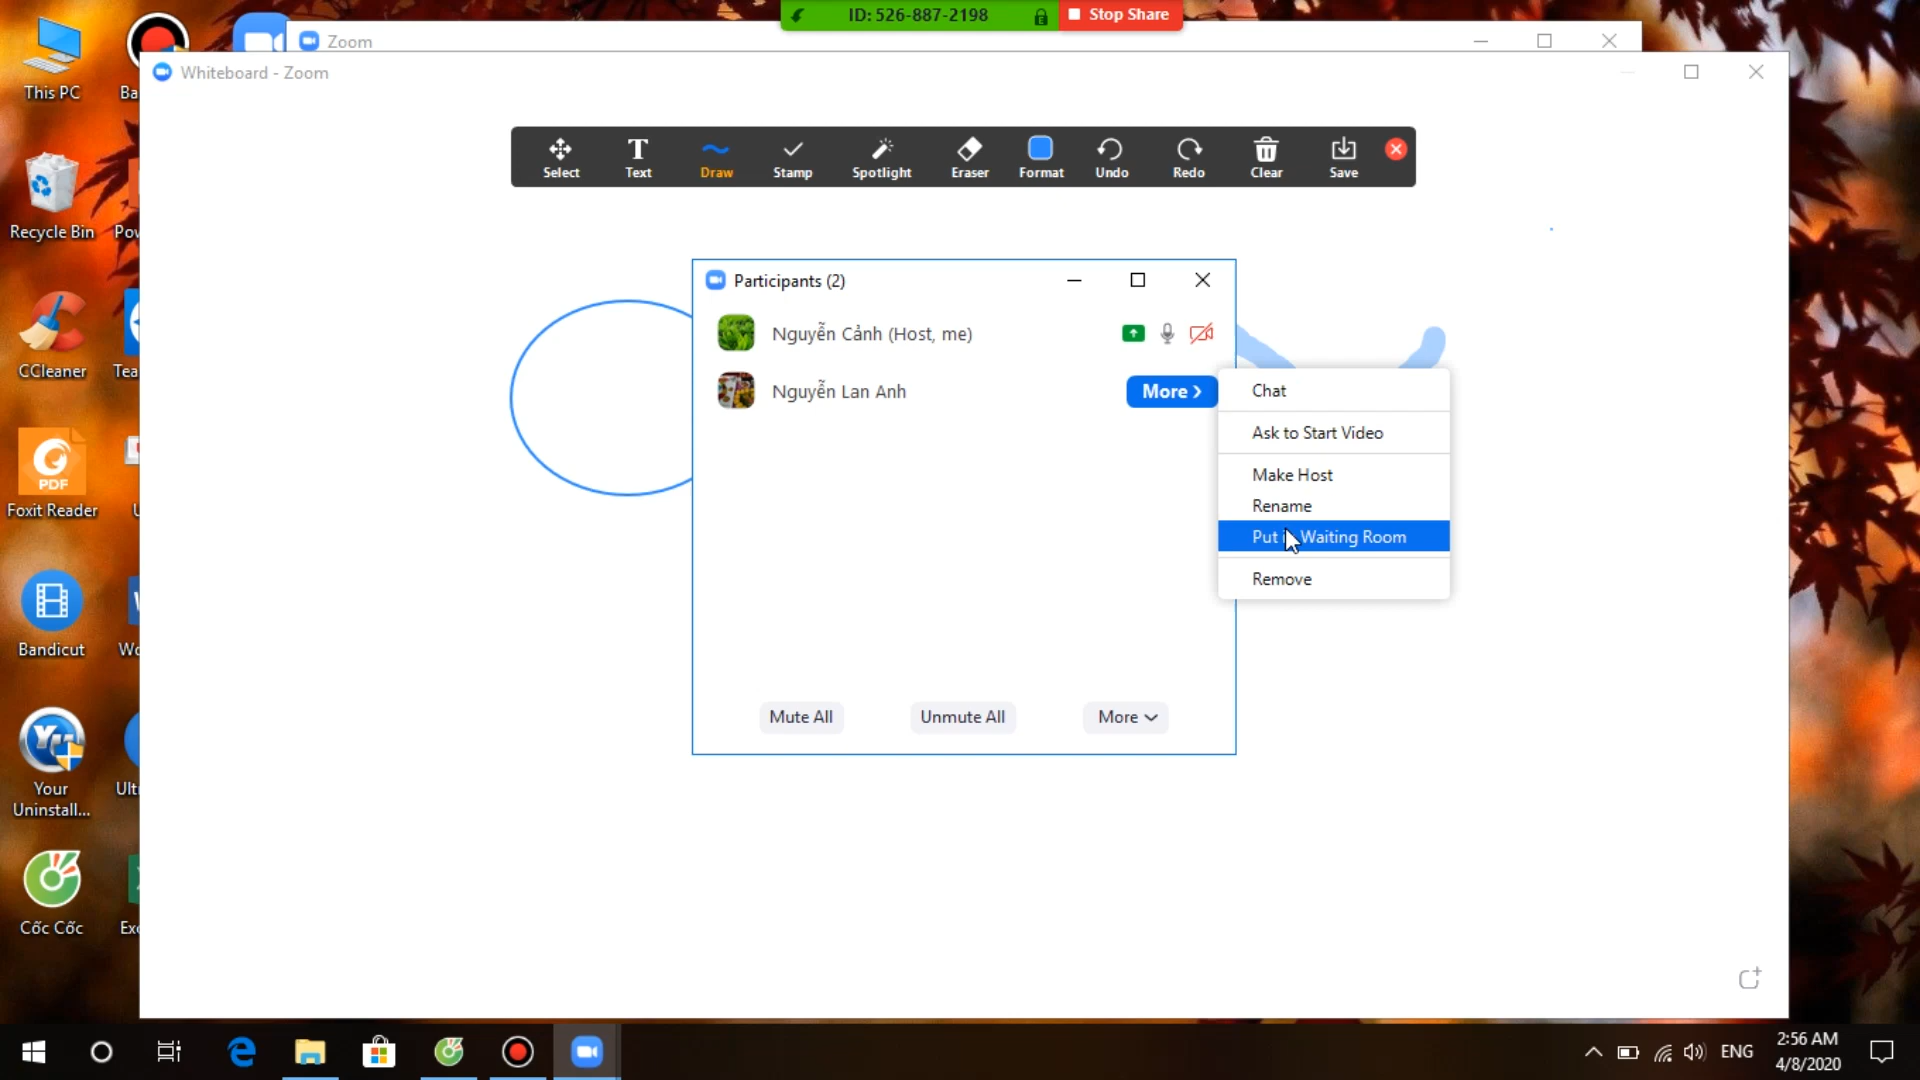 ID: 526-887-2198
Stop Share
Zoom
Whiteboard - Zoom
Select
Text
Draw
Stamp
Spotlight
Eraser
Format
Undo
Redo
Clear
Save
Participants (2)
Nguyễn Cảnh (Host, me)
Nguyễn Lan Anh
More
Chat
Ask to Start Video
Make Host
Rename
Put
Waiting Room
Remove
Mute All
Unmute All
More
This PC
Recycle Bin
CCleaner
PDF
Foxit Reader
Bandicut
Your
Uninstall...
Cốc Cốc
ENG
2:56 AM
4/8/2020